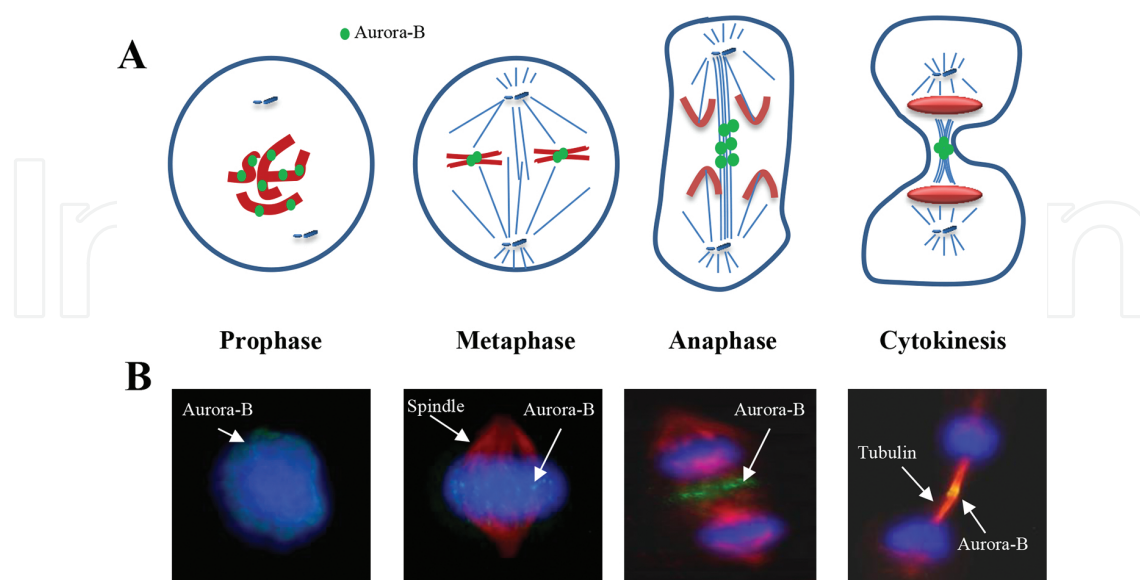 A
Aurora-B
Prophase
Metaphase
Anaphase
Cytokinesis
B
Aurora-B
Spindle
Aurora-B
Aurora-B
Tubulin
Aurora-B